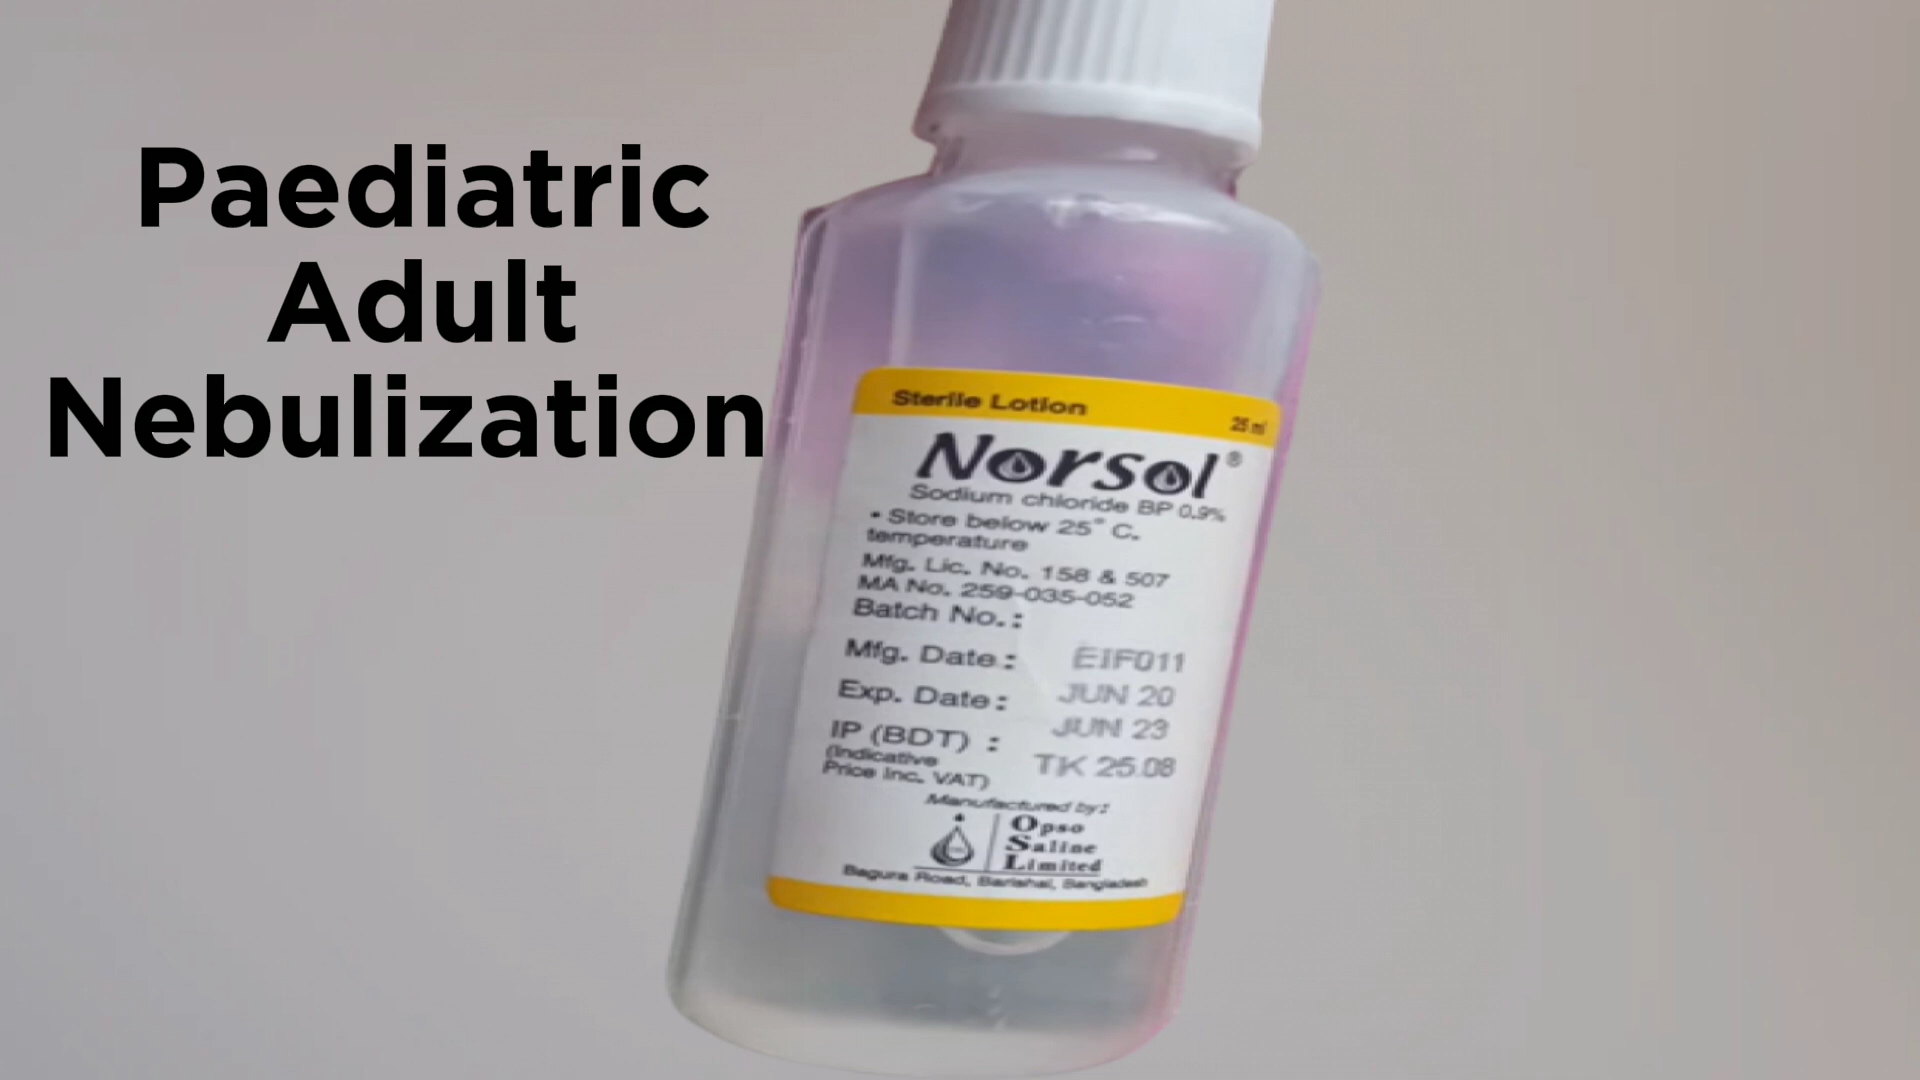 Paediatric
Adult
Nebulization
Sterile Lotion 25 ml
Norsol®
Sodium chloride BP 0.9%
• Store below 25° C.
temperature
Mfg. Lic. No. 158 & 507
MA No. 259-035-052
Batch No.:
Mfg. Date: EIF011
Exp. Date: JUN 20
JUN 23
IP (BDT) : TK 25.08
(Indicative
Price Inc. VAT)
Manufactured by:
Opso
Saline
Limited
Bagura Road, Barishal, Bangladesh